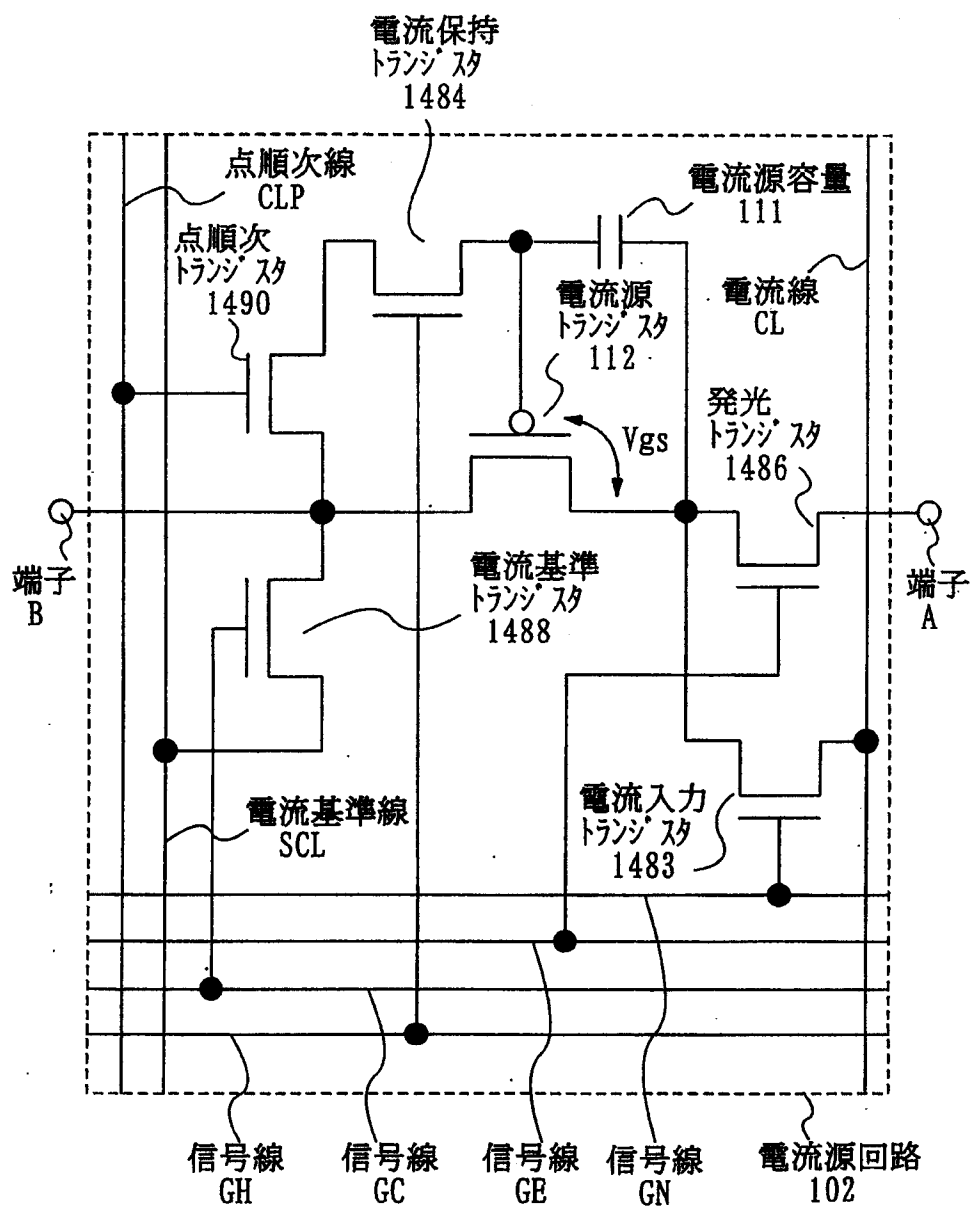 電流保持
トランジスタ
1484
点順次線
CLP
電流源容量
111
点順次
トランジスタ
1490
電流源
トランジスタ
112
電流線
CL
Vgs
発光
トランジスタ
1486
端子
B
電流基準
トランジスタ
1488
端子
A
電流基準線
SCL
電流入力
トランジスタ
1483
信号線
GH
信号線
GC
信号線
GE
信号線
GN
電流源回路
102